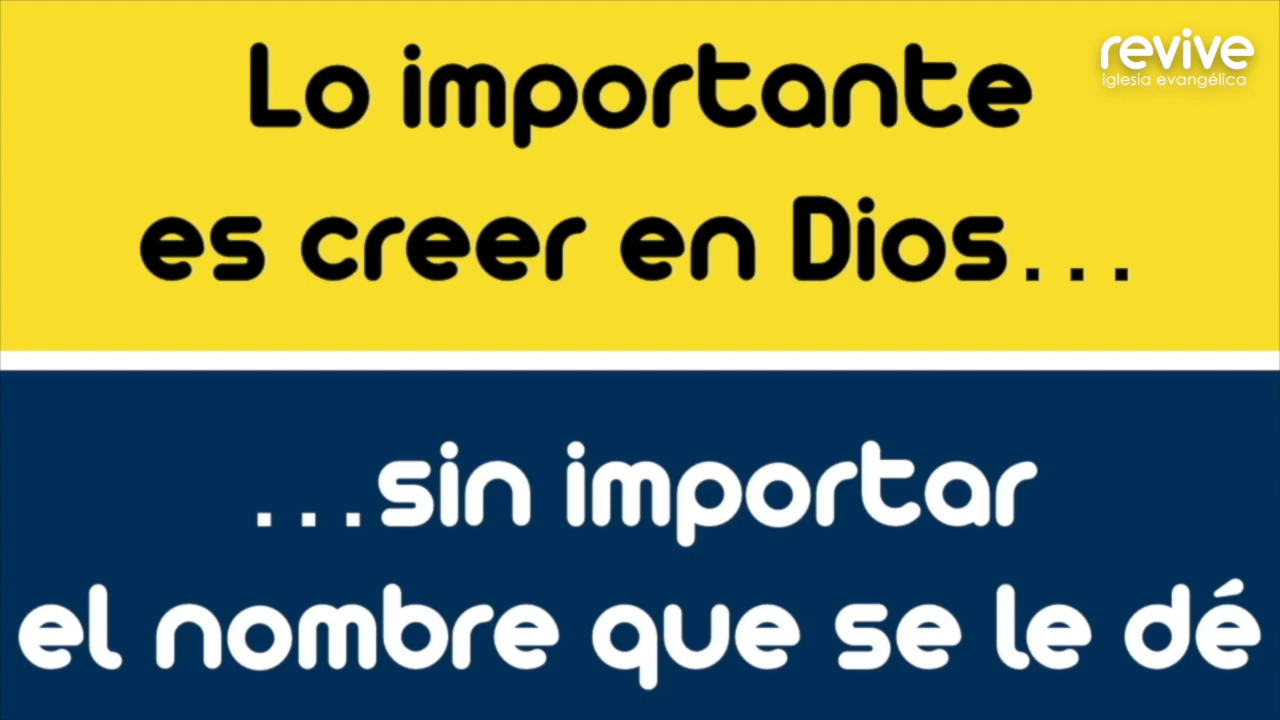 revive
iglesia evangélica
Lo importante
es creer en Dios...
...sin importar
el nombre que se le dé